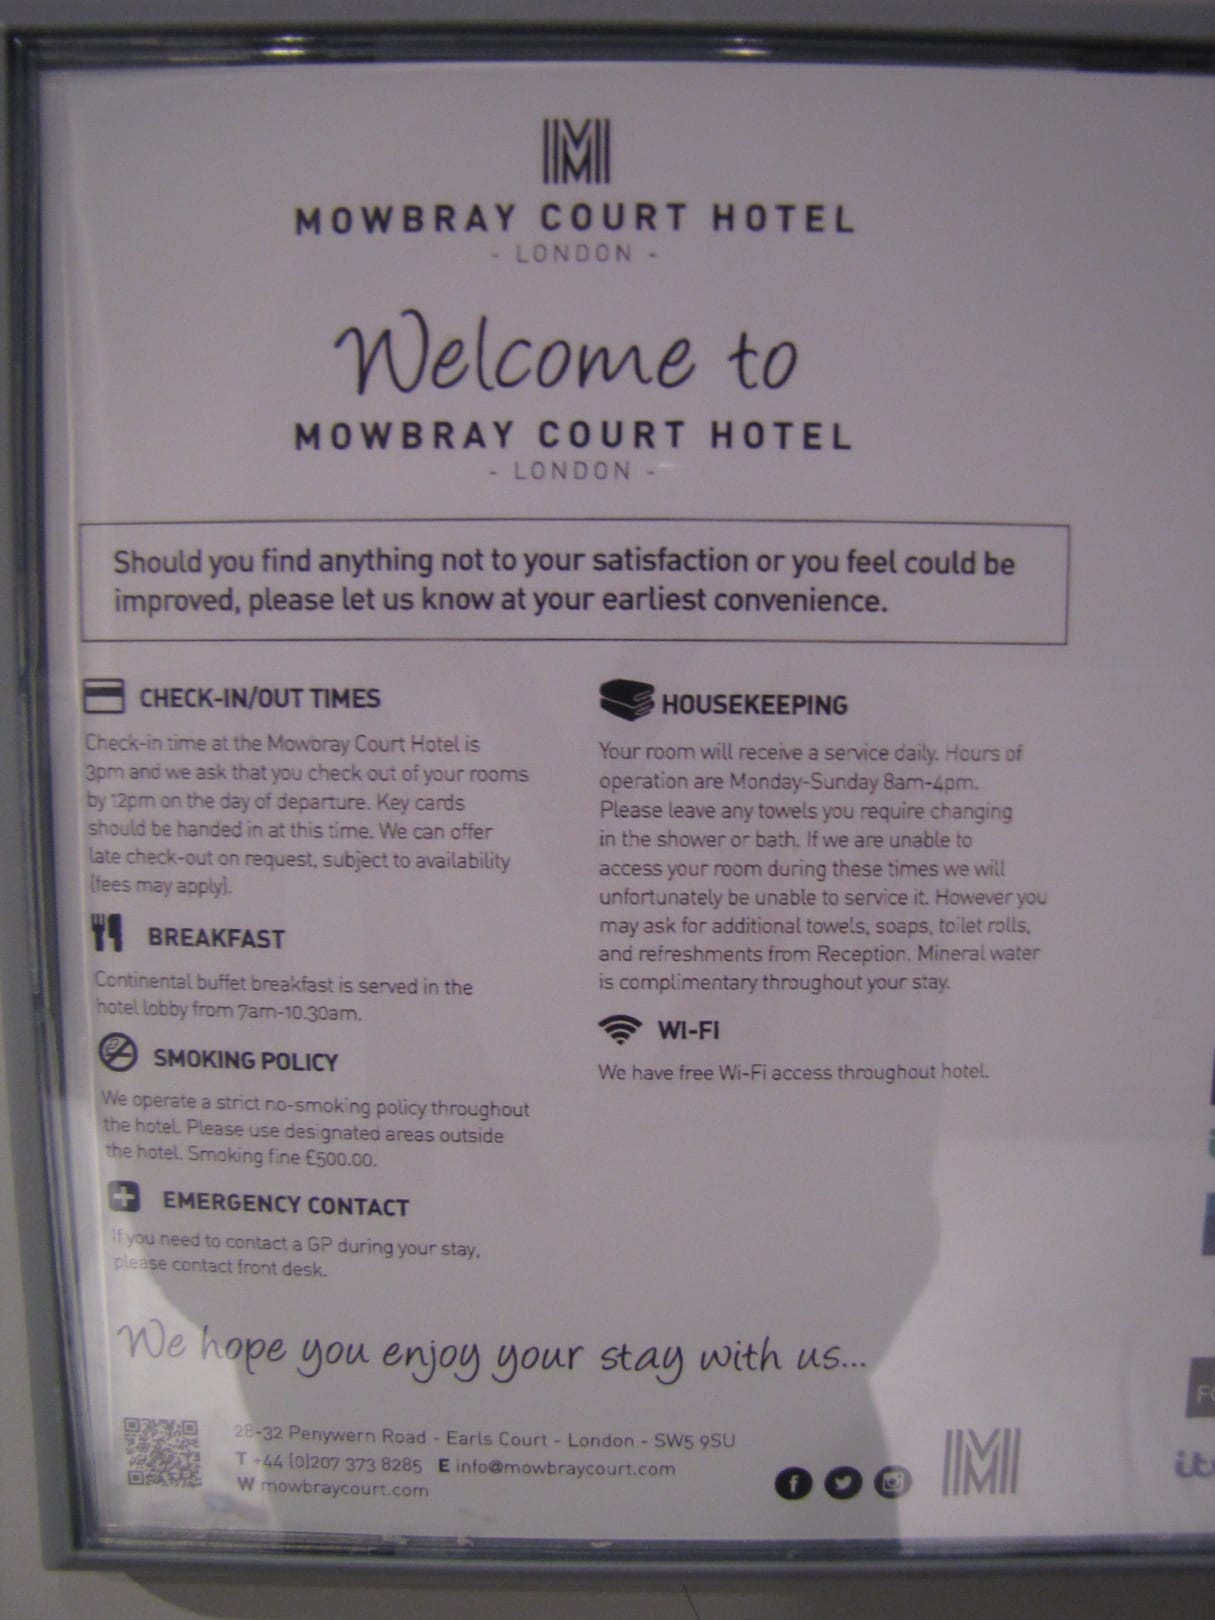 MOWBRAY COURT HOTEL
- LONDON -
Welcome to
MOWBRAY COURT HOTEL
- LONDON -
Should you find anything not to your satisfaction or you feel could be
improved, please let us know at your earliest convenience.
CHECK-IN/OUT TIMES
Check-in time at the Mowbray Court Hotel is
3pm and we ask that you check out of your rooms
by 12pm on the day of departure. Key cards
should be handed in at this time. We can offer
late check-out on request, subject to availability
(fees may apply).
BREAKFAST
Continental buffet breakfast is served in the
hotel lobby from 7am-10.30am.
SMOKING POLICY
We operate a strict no-smoking policy throughout
the hotel. Please use designated areas outside
the hotel. Smoking fine £500.00.
EMERGENCY CONTACT
If you need to contact a GP during your stay,
please contact front desk.
HOUSEKEEPING
Your room will receive a service daily. Hours of
operation are Monday-Sunday 8am-4pm.
Please leave any towels you require changing
in the shower or bath. If we are unable to
access your room during these times we will
unfortunately be unable to service it. However you
may ask for additional towels, soaps, toilet rolls,
and refreshments from Reception. Mineral water
is complimentary throughout your stay.
WI-FI
We have free Wi-Fi access throughout hotel.
We hope you enjoy your stay with us...
28-32 Penywern Road - Earls Court - London - SW5 9SU
T +44 (0)207 373 8285 E info@mowbraycourt.com
W mowbraycourt.com